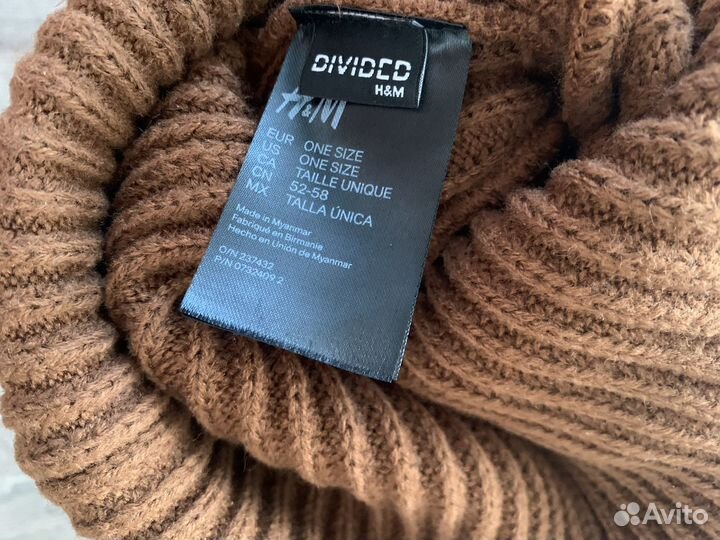 DIVIDED
H&M
H&M
EUR ONE SIZE
US ONE SIZE
CA TAILLE UNIQUE
CN 52-58
MX TALLA ÚNICA
Made in Myanmar
Fabriqué en Birmanie
Hecho en Unión de Myanmar
O/N 237432
P/N 0732409 2
Avito